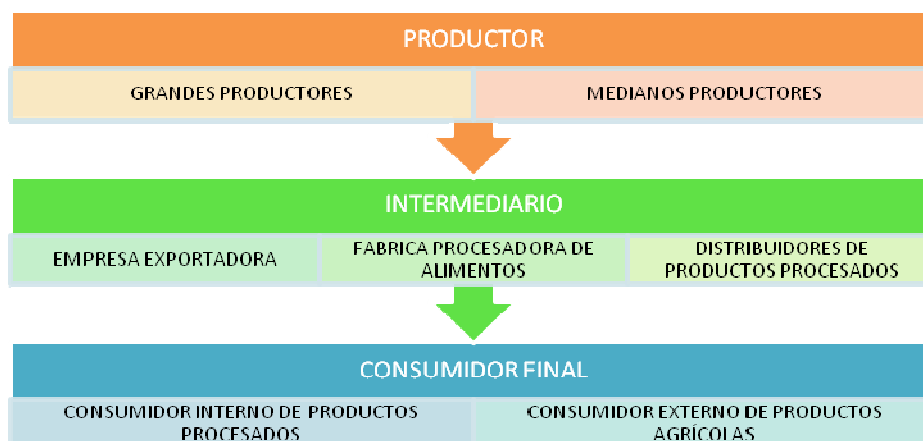 PRODUCTOR
GRANDES PRODUCTORES
MEDIANOS PRODUCTORES
INTERMEDIARIO
EMPRESA EXPORTADORA
FABRICA PROCESADORA DE
ALIMENTOS
DISTRIBUIDORES DE
PRODUCTOS PROCESADOS
CONSUMIDOR FINAL
CONSUMIDOR INTERNO DE PRODUCTOS
PROCESADOS
CONSUMIDOR EXTERNO DE PRODUCTOS
AGRÍCOLAS